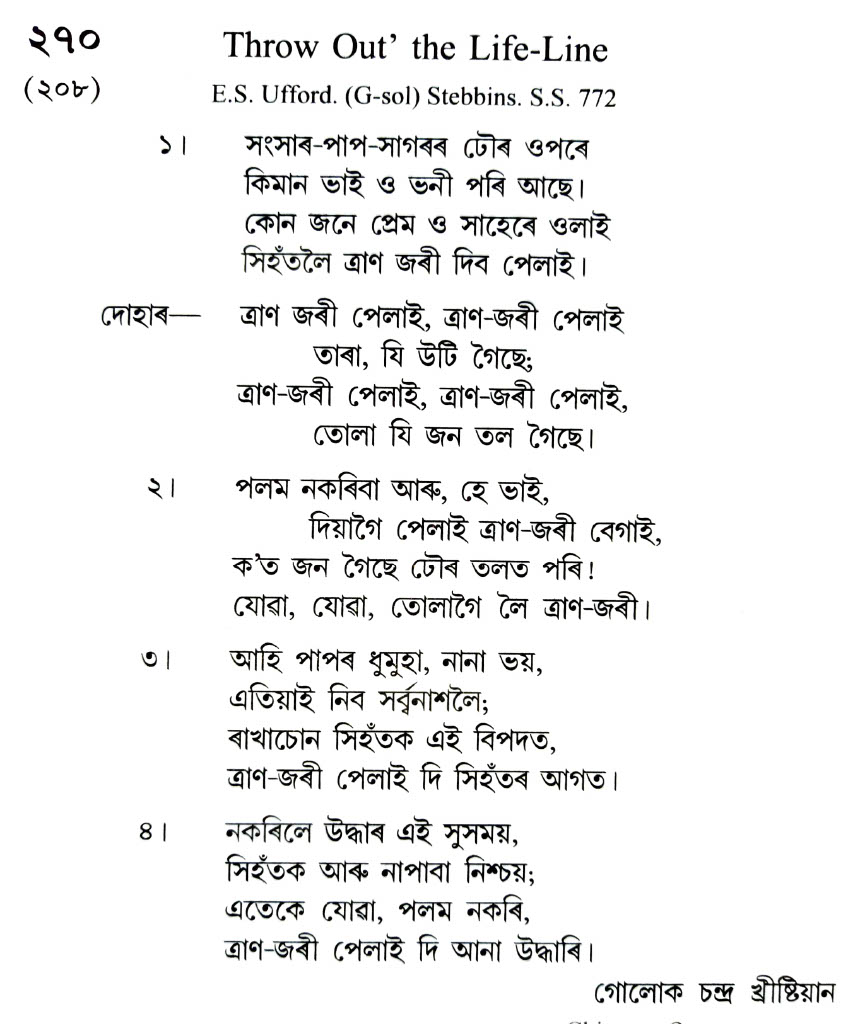 ২৭০ Throw Out' the Life-Line
(২০৮) E.S. Ufford. (G-sol) Stebbins. S.S. 772
১। সংসাৰ-পাপ-সাগৰৰ ঢৌৰ ওপৰে
কিমান ভাই ও ভনী পৰি আছে।
কোন জনে প্ৰেম ও সাহেৰে ওলাই
সিহঁতলৈ ত্ৰাণ জৰী দিব পেলাই।
দোহাৰ— ত্ৰাণ জৰী পেলাই, ত্ৰাণ-জৰী পেলাই
তাৰা, যি উটি গৈছে;
ত্ৰাণ-জৰী পেলাই, ত্ৰাণ-জৰী পেলাই,
তোলা যি জন তল গৈছে।
২। পলম নকৰিবা আৰু, হে ভাই,
দিয়াগৈ পেলাই ত্ৰাণ-জৰী বেগাই,
ক'ত জন গৈছে ঢৌৰ তলত পৰি!
যোৱা, যোৱা, তোলাগৈ লৈ ত্ৰাণ-জৰী।
৩। আহি পাপৰ ধুমুহা, নানা ভয়,
এতিয়াই নিব সৰ্ব্বনাশলৈ;
ৰাখাচোন সিহঁতক এই বিপদত,
ত্ৰাণ-জৰী পেলাই দি সিহঁতৰ আগত।
৪। নকৰিলে উদ্ধাৰ এই সুসময়,
সিহঁতক আৰু নাপাবা নিশ্চয়;
এতেকে যোৱা, পলম নকৰি,
ত্ৰাণ-জৰী পেলাই দি আনা উদ্ধাৰি।
গোলোক চন্দ্ৰ খ্ৰীষ্টিয়ান